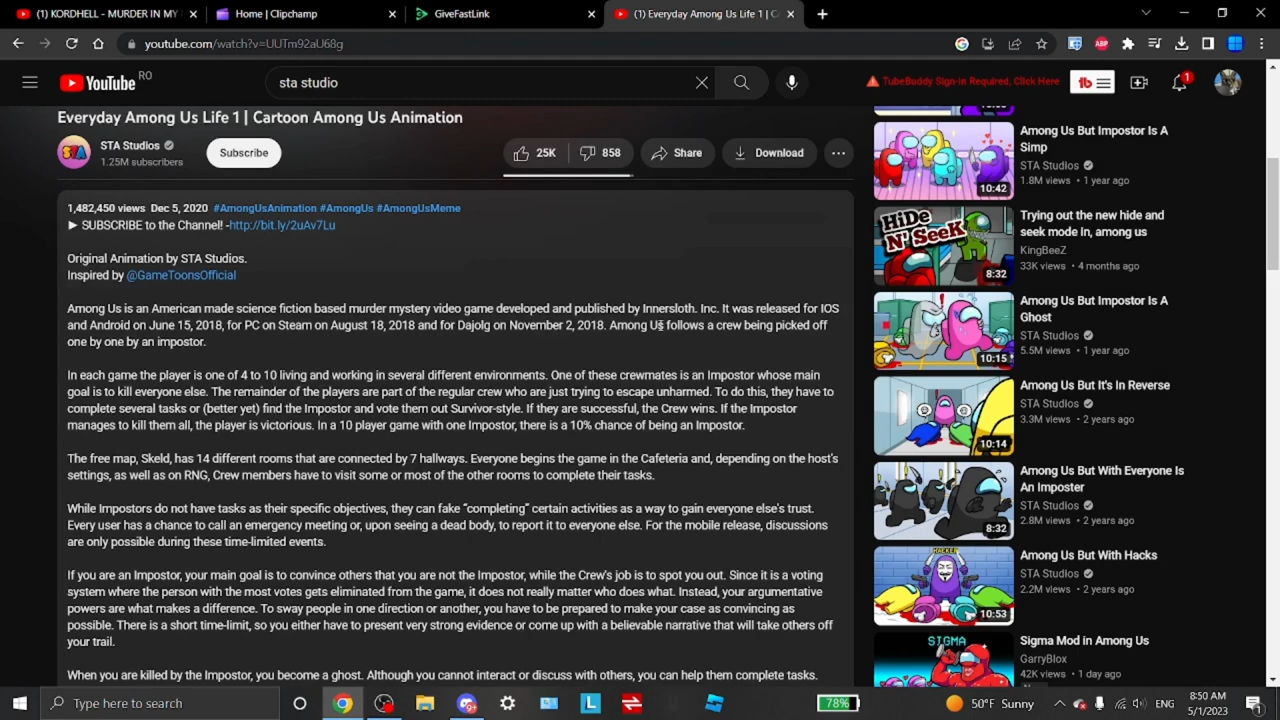 (1) KORDHELL - MURDER IN MY
Home | Clipchamp
GiveFastLink
(1) Everyday Among Us Life 1 | Ca
youtube.com/watch?v=UUTm92aU68g
ABP
YouTube RO
sta studio
TubeBuddy Sign-In Required, Click Here
tb
1
Everyday Among Us Life 1 | Ca Among Us Animation
STA
STA Studios
1.25M subscribers
Subscribe
25K
858
Share
Download
1,482,450 views Dec 5, 2020 #AmongUsAnimation #AmongUs #AmongUsMeme
► SUBSCRIBE to the Channel! -http://bit.ly/2uAv7Lu
Original Animation by STA Studios.
Inspired by @GameToonsOfficial
Among Us is an American made social deduction based murder mystery video game developed and published by Innersloth. Inc. It was released for IOS
and Android on June 15, 2018, for PC on Steam on August 18, 2018 and for Dajolg on November 2, 2018. Among Us follows a crew being picked off
one by one by an impostor.
In each game the player is one of 4 to 10 living and working in several different environments. One of these crewmates is an Impostor whose main
goal is to kill everyone else. The remainder of the players are part of the regular crew who are just trying to escape unharmed. To do this, they have to
complete several tasks or (better yet) find the Impostor and vote them out Survivor-style. If they are successful, the Crew wins. If the Impostor
manages to kill them all, the player has won. In a 10 player game with one Impostor, there is a 10% chance of being an Impostor.
The free map, Skeld, has 14 different rooms that are connected by 7 hallways. Everyone begins the game in the Cafeteria and, depending on the host's
settings, as well as on RNG, Crew members have to visit some or most of the other rooms to complete their tasks.
While Impostors do not have tasks as their main objectives, they can fake "completing" certain activities as a way to gain everyone else's trust.
Every user has a chance to call an emergency meeting or, upon seeing a dead body, to report it to everyone else. For the mobile release, discussions
are only possible during these time-limited events.
If you are an Impostor, your main goal is to convince others that you are not the Impostor, while the Crew's job is to spot you out. Since it is a voting
system where the person with the most votes gets removed from the game, it does not really matter who does what. Instead, your argumentative
powers are what makes a difference. To sway people in one direction or another, you have to be prepared to make your case as convincing as
possible. There is a short time-limit, so you either have to present very strong evidence or come up with a believable narrative that will take others off
your trail.
When you are killed by the Impostor, you become a ghost. Although you cannot interact or discuss with others, you can help them complete tasks.
10:42
Among Us But Impostor Is A
Simp
STA Studios
1.8M views • 1 year ago
HiDe
N' SeeK
8:32
Trying out the new hide and
seek mode in, among us
KingBeeZ
33K views • 4 months ago
10:15
Among Us But Impostor Is A
Ghost
STA Studios
5.5M views • 1 year ago
10:14
Among Us But It's In Reverse
STA Studios
3.3M views • 2 years ago
8:32
Among Us But With Everyone Is
An Imposter
STA Studios
2.8M views • 2 years ago
HACKER
10:53
Among Us But With Hacks
STA Studios
2.2M views • 2 years ago
SIGMA
Sigma Mod in Among Us
GarryBlox
42K views • 1 day ago
Type here to search
L
78%
50°F Sunny
ENG
8:50 AM
5/1/2023
1